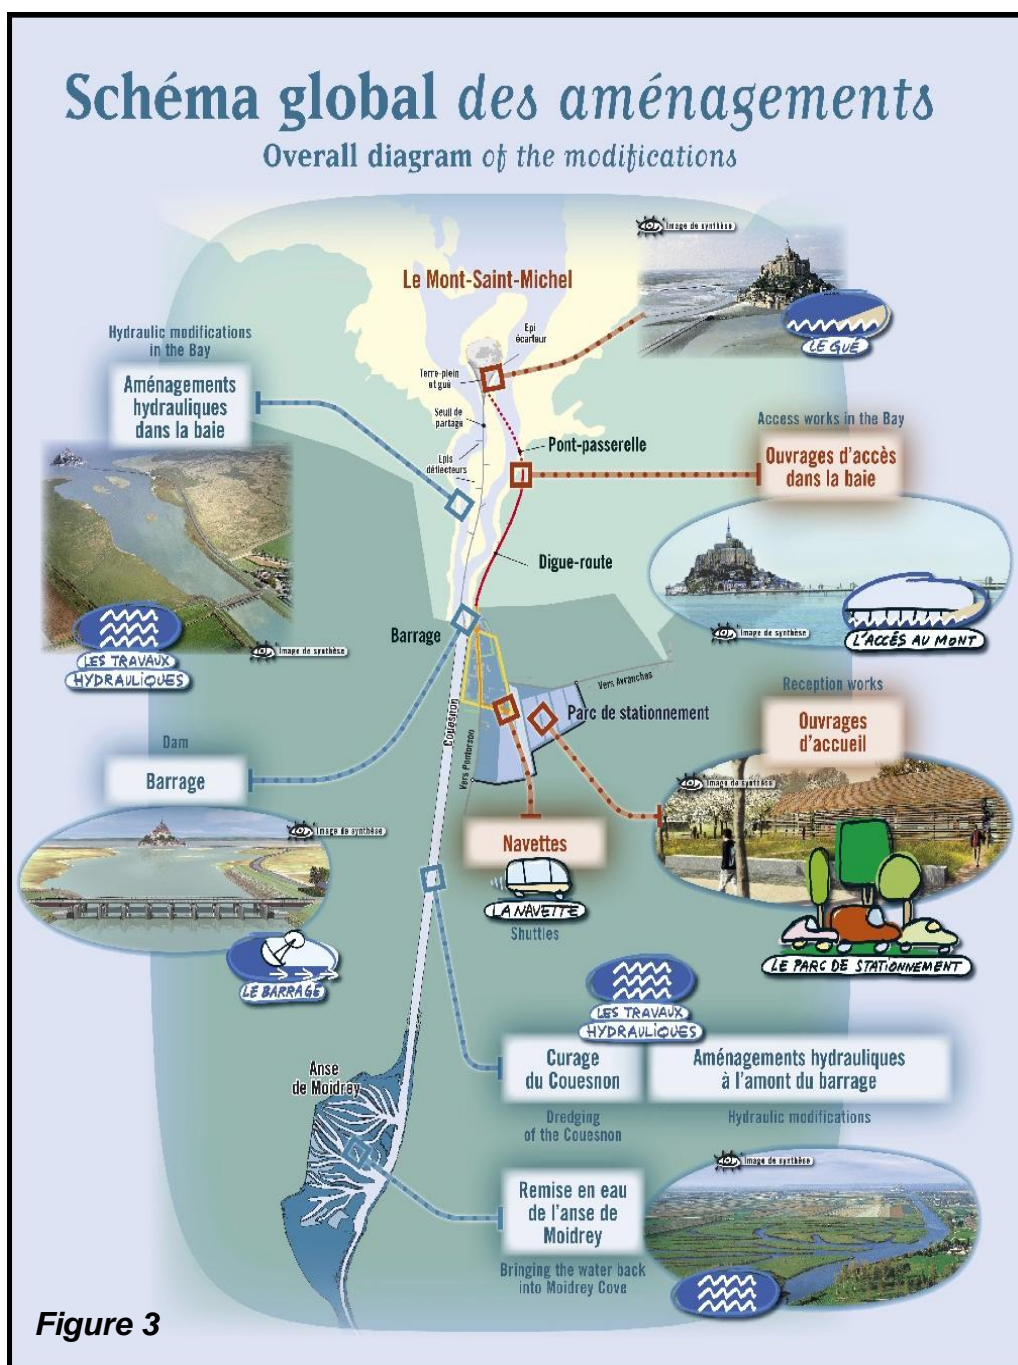 Schéma global des aménagements
Overall diagram of the modifications
Image de synthèse
Le Mont-Saint-Michel
LE GUÉ
Epi
écarteur
Hydraulic modifications
in the Bay
Aménagements
hydrauliques
dans la baie
Terre-plein
et gué
Seuil de
partage
Epis
déflecteurs
Pont-passerelle
Access works in the Bay
Ouvrages d'accès
dans la baie
Digue-route
Image de synthèse
LES TRAVAUX
HYDRAULIQUES
Barrage
Image de synthèse
L'ACCÈS AU MONT
Vers Avranches
Reception works
Parc de stationnement
Ouvrages
d'accueil
Couesnon
Vers Pontorson
Dam
Barrage
Image de synthèse
Image de synthèse
Navettes
LA NAVETTE
Shuttles
LE BARRAGE
LE PARC DE STATIONNEMENT
LES TRAVAUX
HYDRAULIQUES
Curage
du Couesnon
Aménagements hydrauliques
à l'amont du barrage
Dredging
of the Couesnon
Hydraulic modifications
Anse
de Moidrey
Image de synthèse
Remise en eau
de l'anse de
Moidrey
Bringing the water back
into Moidrey Cove
Figure 3